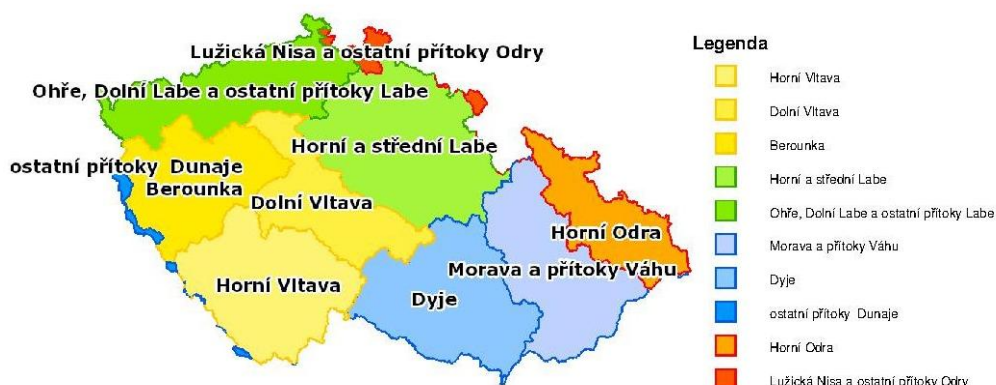 Lužická Nisa a ostatní přítoky Odry
Ohře, Dolní Labe a ostatní přítoky Labe
Horní a střední Labe
ostatní přítoky  Dunaje
Berounka
Dolní Vltava
Horní Odra
Morava a přítoky Váhu
Horní Vltava
Dyje
Legenda
Horní Vltava
Dolní Vltava
Berounka
Horní a střední Labe
Ohře, Dolní Labe a ostatní přítoky Labe
Morava a přítoky Váhu
Dyje
ostatní přítoky  Dunaje
Horní Odra
Lužická Nisa a ostatní přítoky Odry